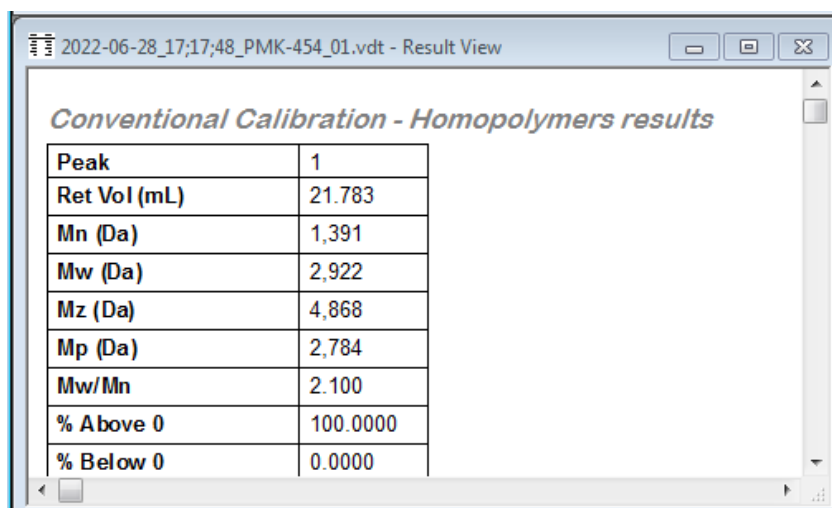 2022-06-28_17;17;48_PMK-454_01.vdt - Result View
Conventional Calibration - Homopolymers results
Peak 1
Ret Vol (mL) 21.783
Mn (Da) 1,391
Mw (Da) 2,922
Mz (Da) 4,868
Mp (Da) 2,784
Mw/Mn 2.100
% Above 0 100.0000
% Below 0 0.0000